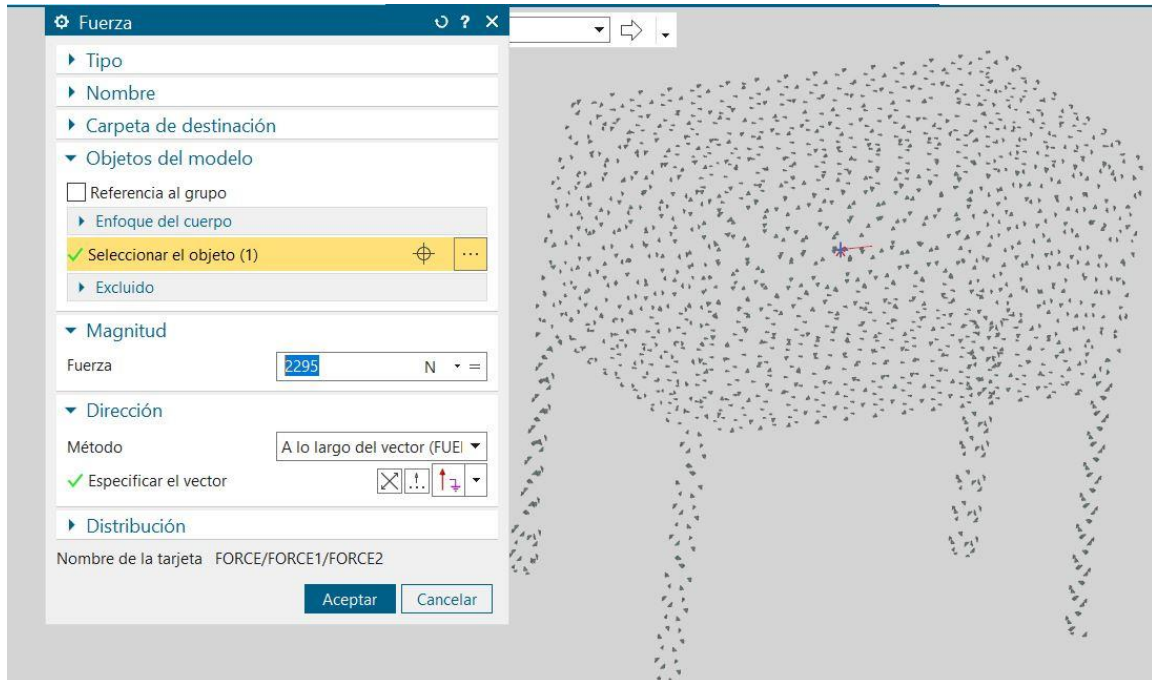 Fuerza ?
Tipo
Nombre
Carpeta de destinación
Objetos del modelo
Referencia al grupo
Enfoque del cuerpo
Seleccionar el objeto (1) ...
Excluido
Magnitud
Fuerza 2295 N =
Dirección
Método A lo largo del vector (FUE
Especificar el vector
Distribución
Nombre de la tarjeta FORCE/FORCE1/FORCE2
Aceptar Cancelar